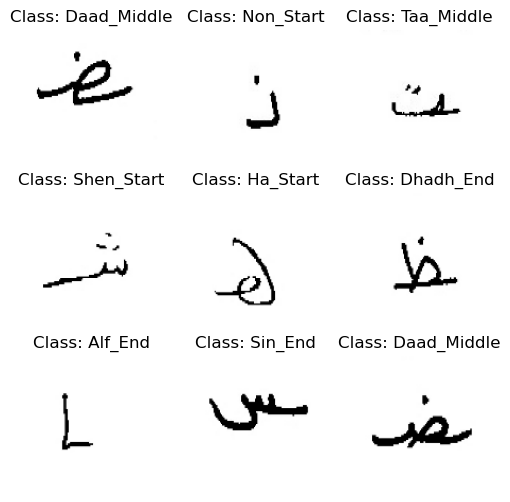 Class: Daad_Middle Class: Non_Start Class: Taa_Middle
ـضـ نـ ـتـ
Class: Shen_Start Class: Ha_Start Class: Dhadh_End
شـ هـ ـظ
Class: Alf_End Class: Sin_End Class: Daad_Middle
ـا ـس ـضـ